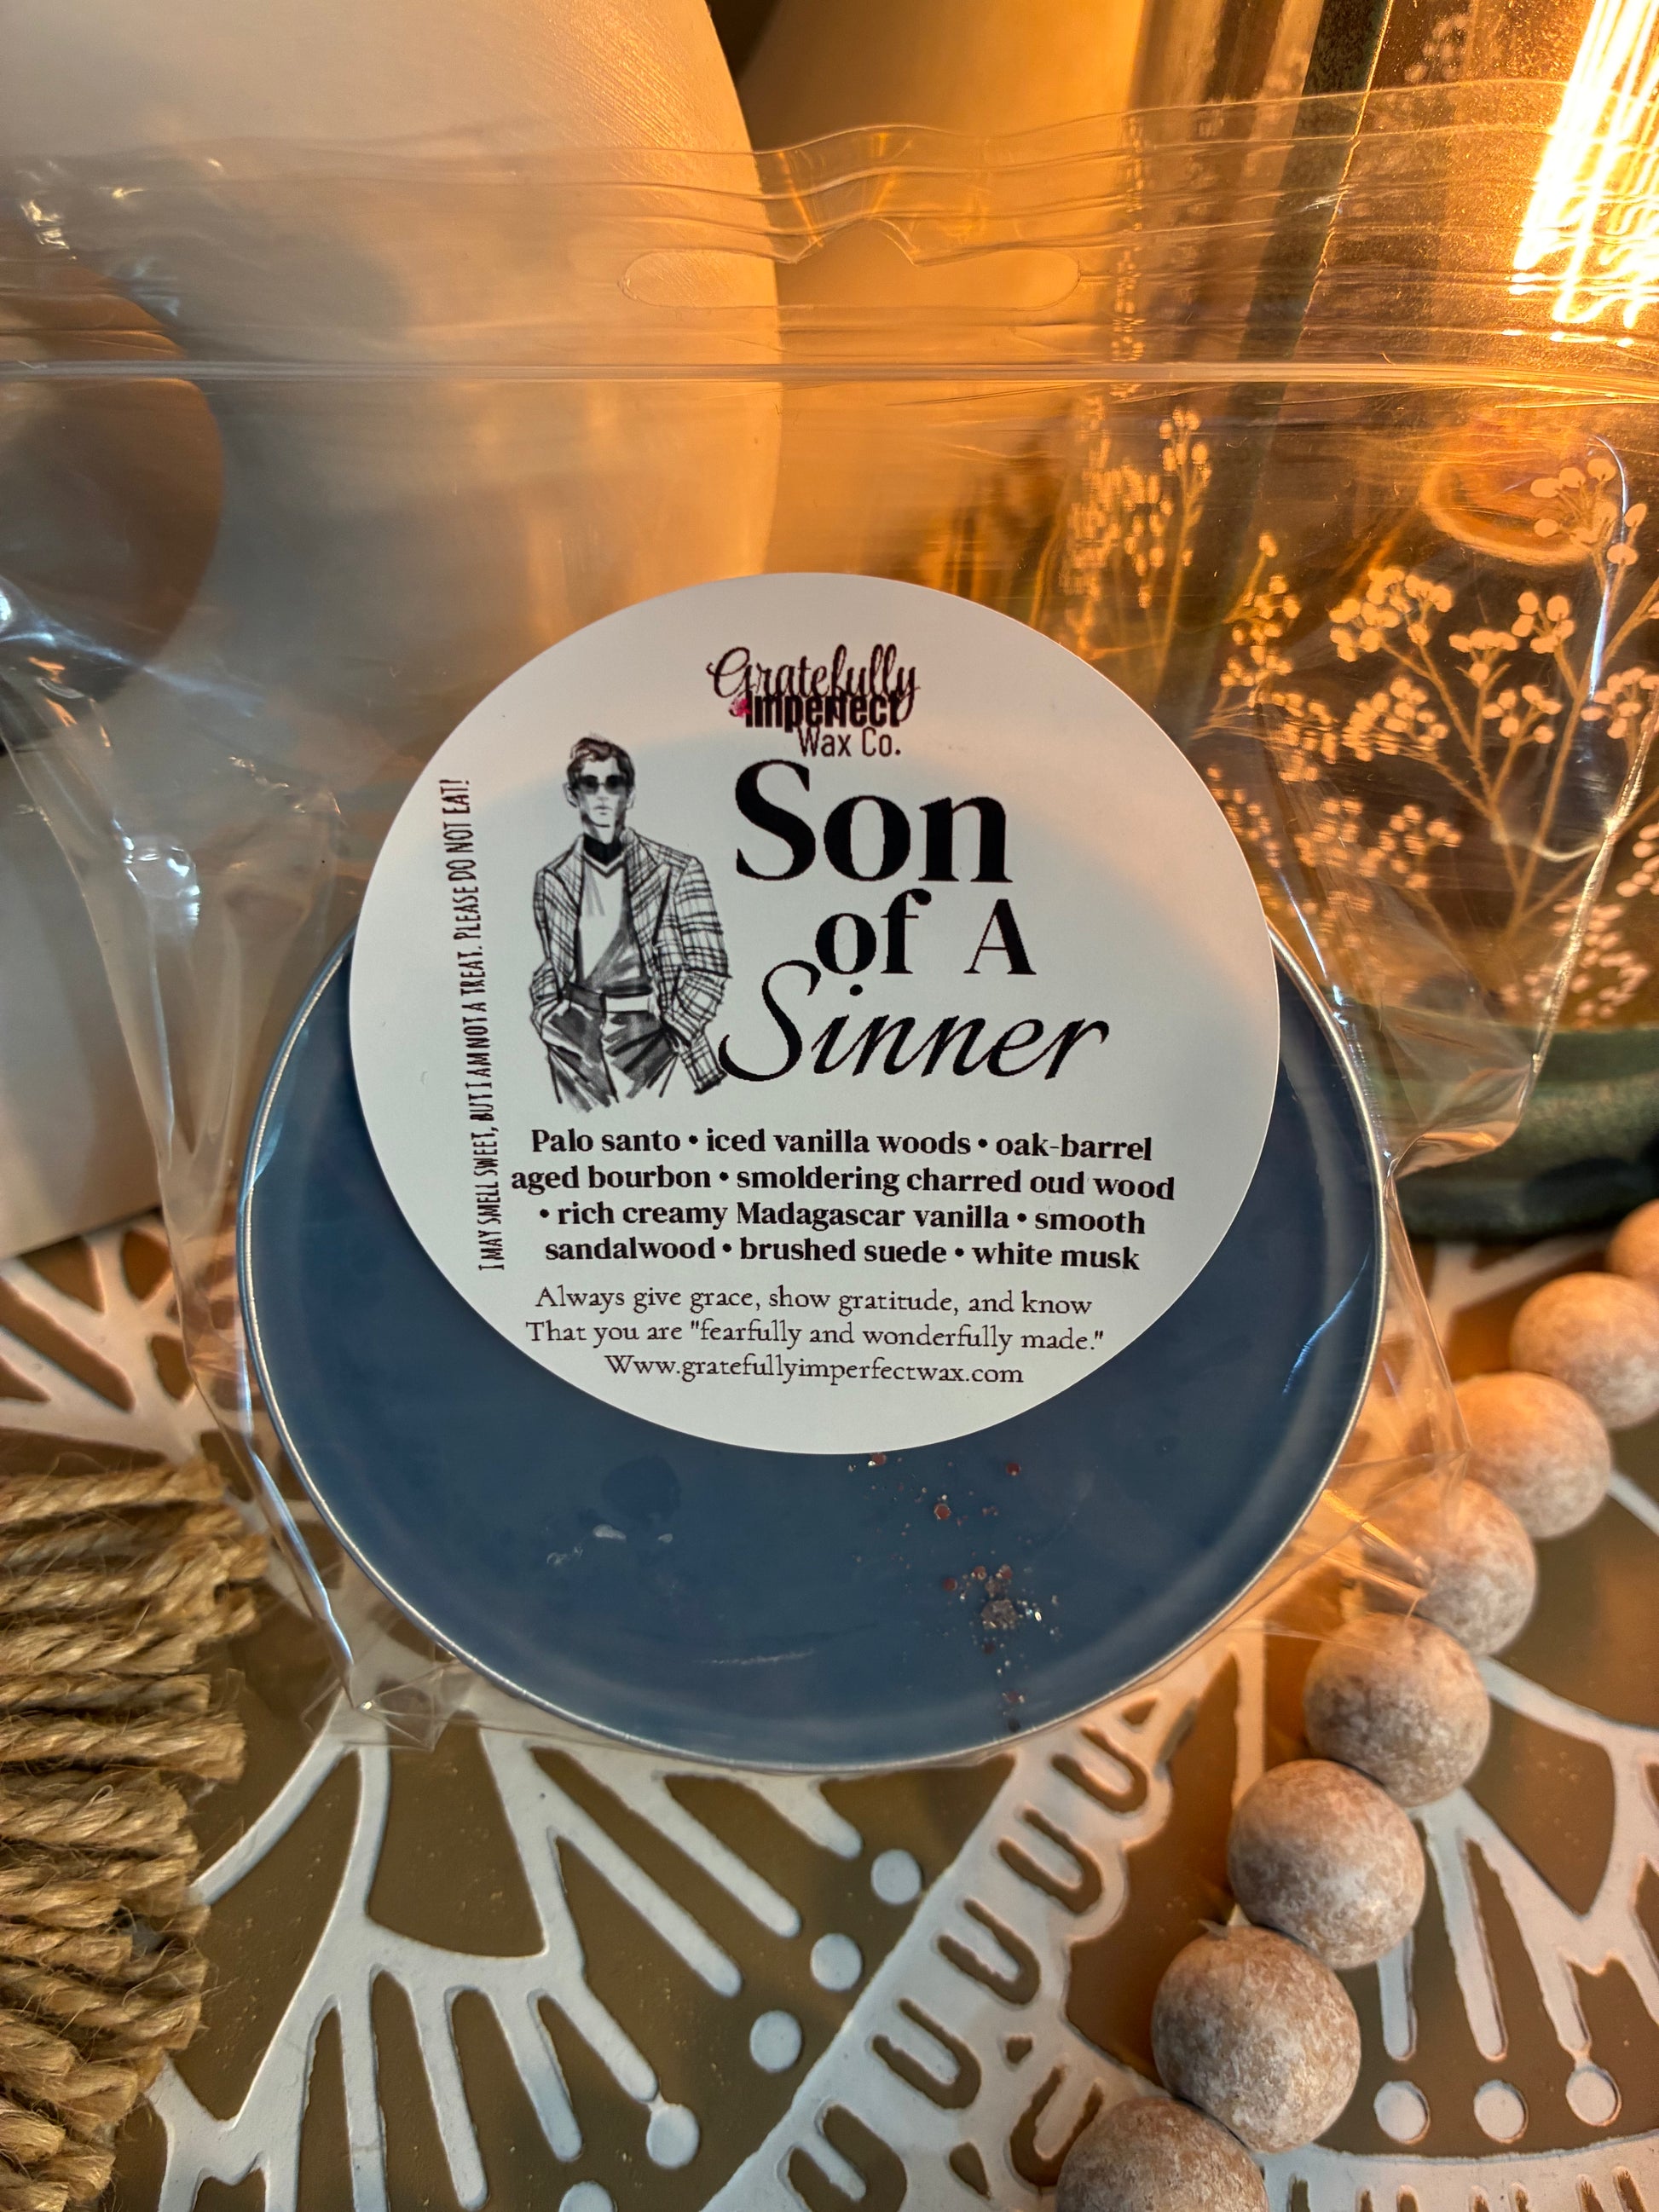 Gratefully
Imperfect
Wax Co.
Son
of A
Sinner
I MAY SMELL SWEET, BUT I AM NOT A TREAT. PLEASE DO NOT EAT!
Palo santo • iced vanilla woods • oak-barrel
aged bourbon • smoldering charred oud wood
• rich creamy Madagascar vanilla • smooth
sandalwood • brushed suede • white musk
Always give grace, show gratitude, and know
That you are "fearfully and wonderfully made."
Www.gratefullyimperfectwax.com